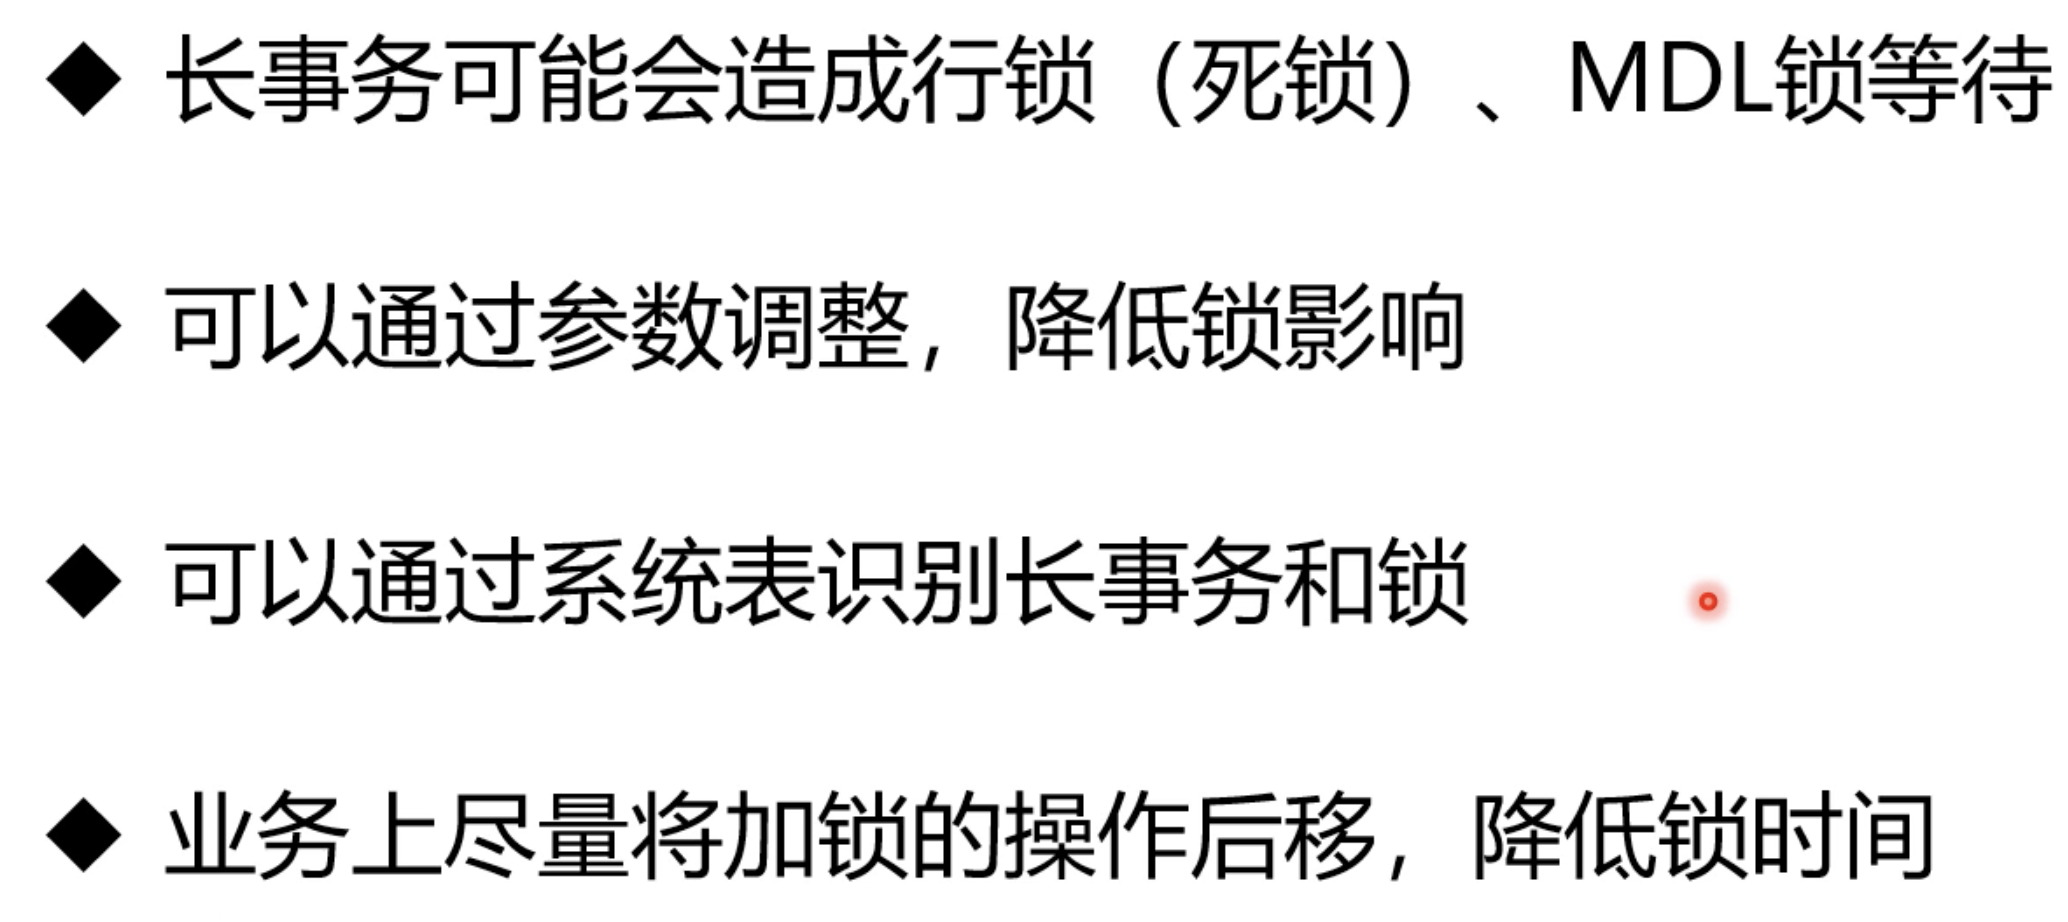 ◆ 长事务可能会造成行锁（死锁）、MDL锁等待
◆ 可以通过参数调整，降低锁影响
◆ 可以通过系统表识别长事务和锁
◆ 业务上尽量将加锁的操作后移，降低锁时间